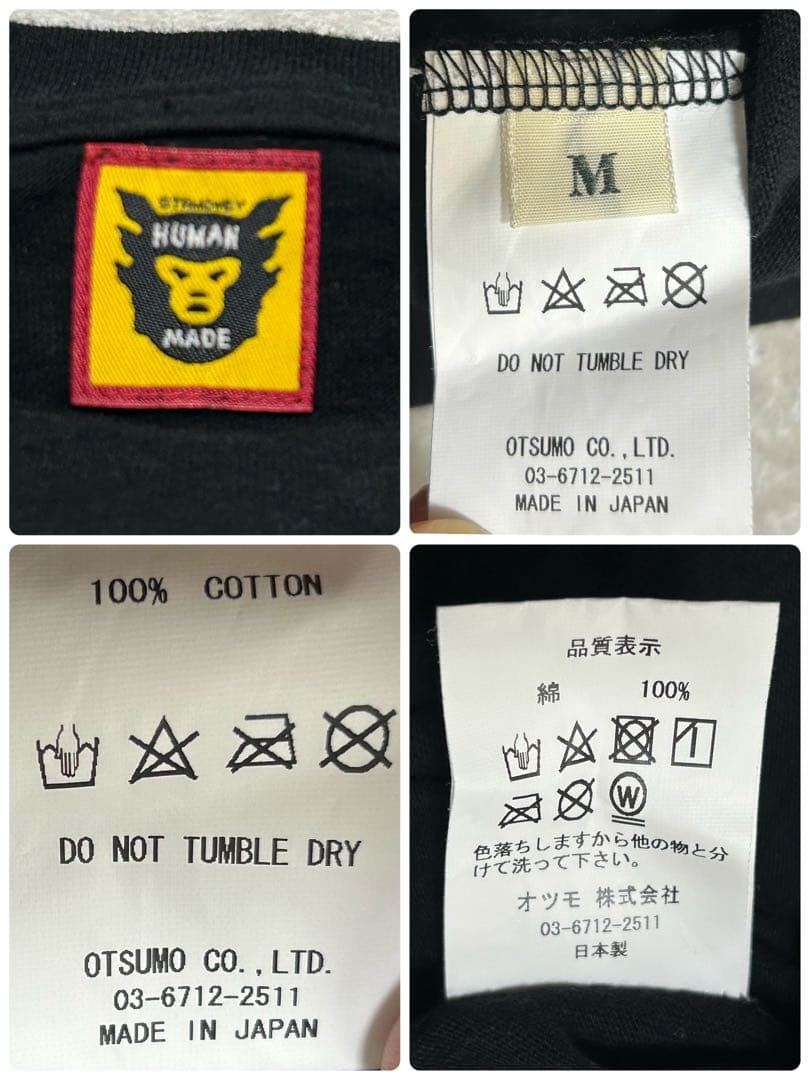 STRMCWRY
HUMAN
MADE
M
DO NOT TUMBLE DRY
OTSUMO CO.,LTD.
03-6712-2511
MADE IN JAPAN
100% COTTON
DO NOT TUMBLE DRY
OTSUMO CO.,LTD.
03-6712-2511
MADE IN JAPAN
品質表示
綿 100%
W
色落ちしますから他の物と分
けて洗って下さい。
オツモ 株式会社
03-6712-2511
日本製